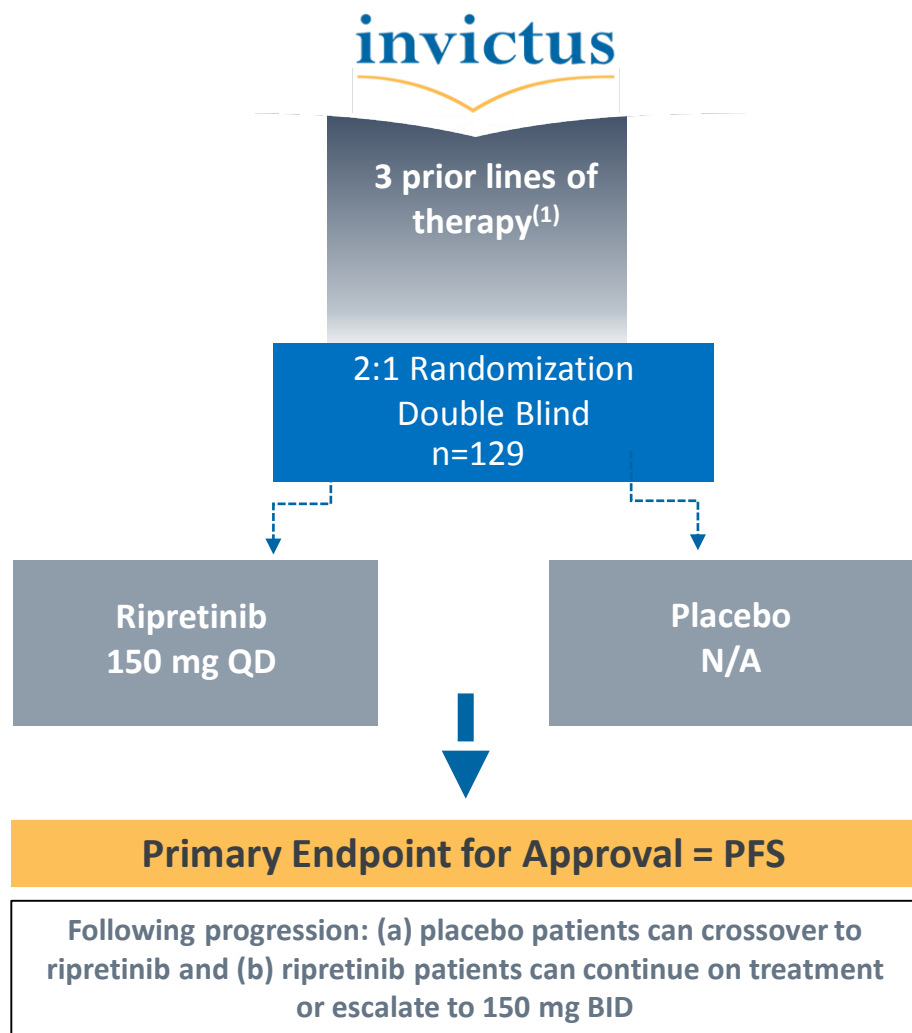 invictus
3 prior lines of
therapy(1)
2:1 Randomization
Double Blind
n=129
Ripretinib
150 mg QD
Placebo
N/A
Primary Endpoint for Approval = PFS
Following progression: (a) placebo patients can crossover to
ripretinib and (b) ripretinib patients can continue on treatment
or escalate to 150 mg BID